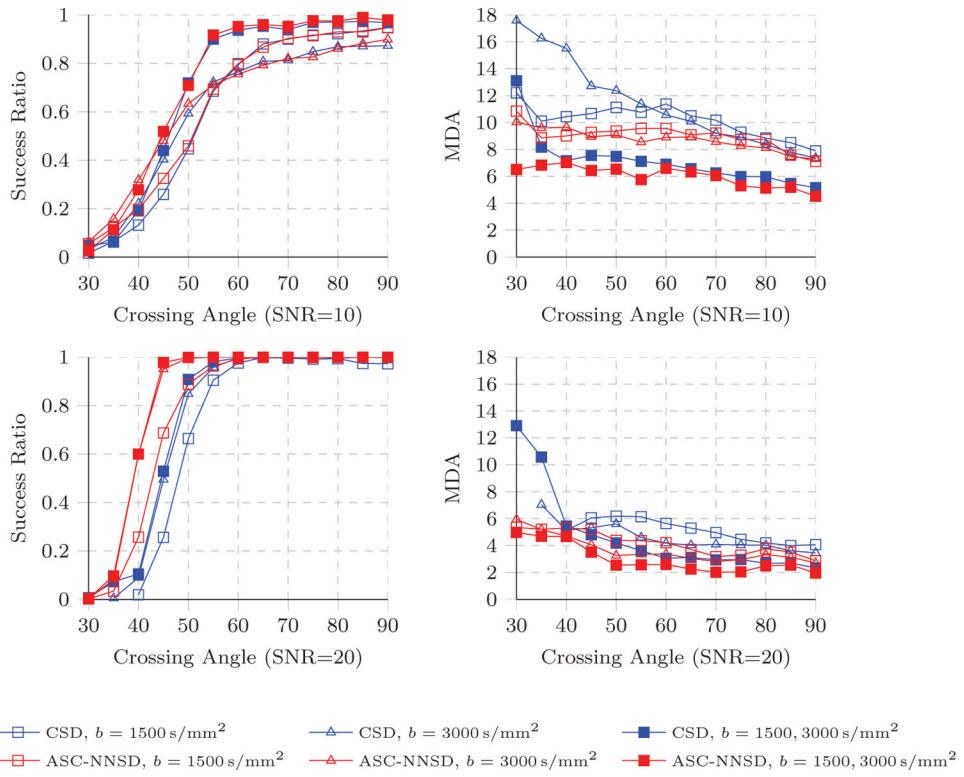 Success Ratio
1
0.8
0.6
0.4
0.2
0
30 40 50 60 70 80 90
Crossing Angle (SNR=10)
MDA
18
16
14
12
10
8
6
4
2
0
30 40 50 60 70 80 90
Crossing Angle (SNR=10)
Success Ratio
1
0.8
0.6
0.4
0.2
0
30 40 50 60 70 80 90
Crossing Angle (SNR=20)
MDA
18
16
14
12
10
8
6
4
2
0
30 40 50 60 70 80 90
Crossing Angle (SNR=20)
CSD, b = 1500 s/mm² CSD, b = 3000 s/mm² CSD, b = 1500, 3000 s/mm²
ASC-NNSD, b = 1500 s/mm² ASC-NNSD, b = 3000 s/mm² ASC-NNSD, b = 1500, 3000 s/mm²